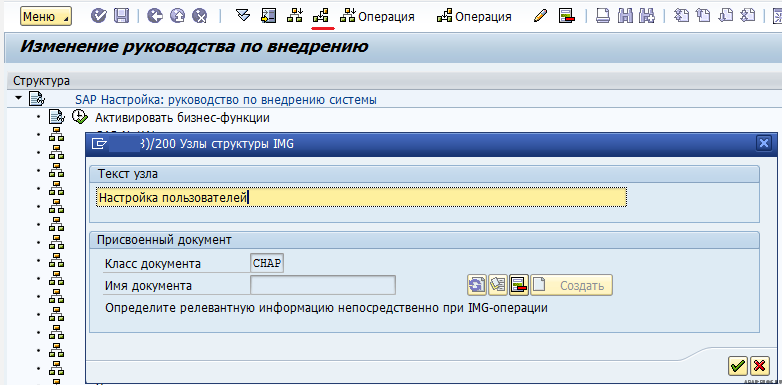 Меню
Операция
Операция
Изменение руководства по внедрению
Структура
SAP Настройка: руководство по внедрению системы
Активировать бизнес-функции
)/200 Узлы структуры IMG
Текст узла
Настройка пользователей
Присвоенный документ
Класс документа CHAP
Имя документа
Создать
Определите релевантную информацию непосредственно при IMG-операции